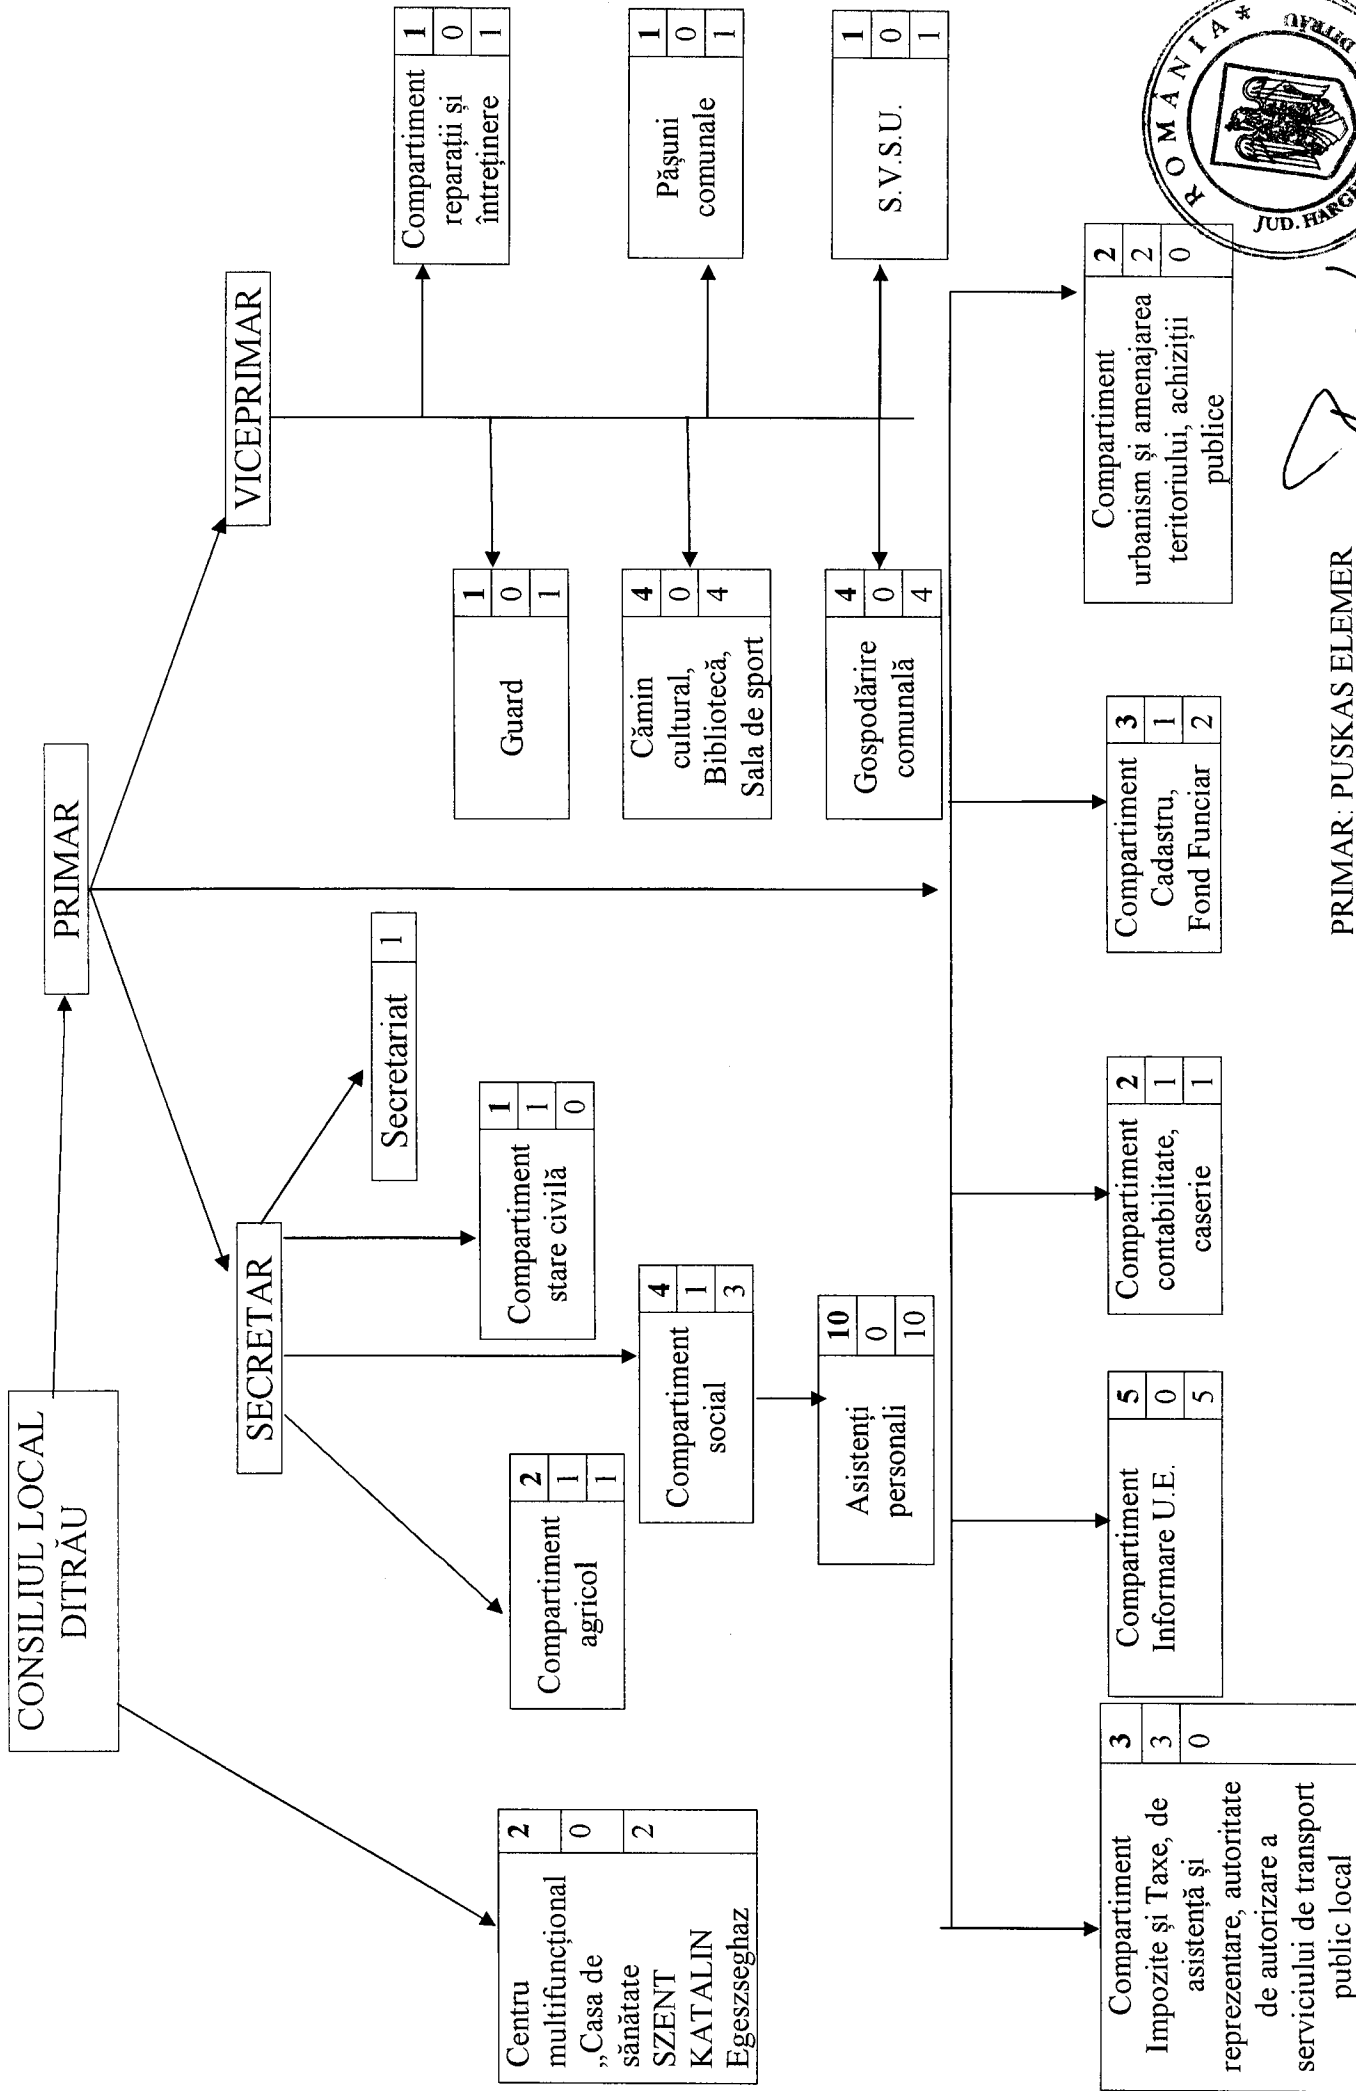 CONSILIUL LOCAL
DITRĂU
PRIMAR
SECRETAR
VICEPRIMAR
Secretariat 1
Centru
multifuncțional
„Casa de
sănătate
SZENT
KATALIN
Egeszseghaz
2
0
2
Compartiment
agricol
2
1
1
Compartiment
stare civilă
1
1
0
Compartiment
social
4
1
3
Asistenți
personali
10
0
10
Guard
1
0
1
Cămin
cultural,
Bibliotecă,
Sala de sport
4
0
4
Gospodărire
comunală
4
0
4
Compartiment
reparații și
întreținere
1
0
1
Pășuni
comunale
1
0
1
S.V.S.U.
1
0
1
Compartiment
Impozite și Taxe, de
asistență și
reprezentare, autoritate
de autorizare a
serviciului de transport
public local
3
3
0
Compartiment
Informare U.E.
5
0
5
Compartiment
contabilitate,
caserie
2
1
1
Compartiment
Cadastru,
Fond Funciar
3
1
2
Compartiment
urbanism și amenajarea
teritoriului, achiziții
publice
2
2
0
PRIMAR: PUSKAS ELEMER
ROMÂNIA *
DITRĂU
JUD.